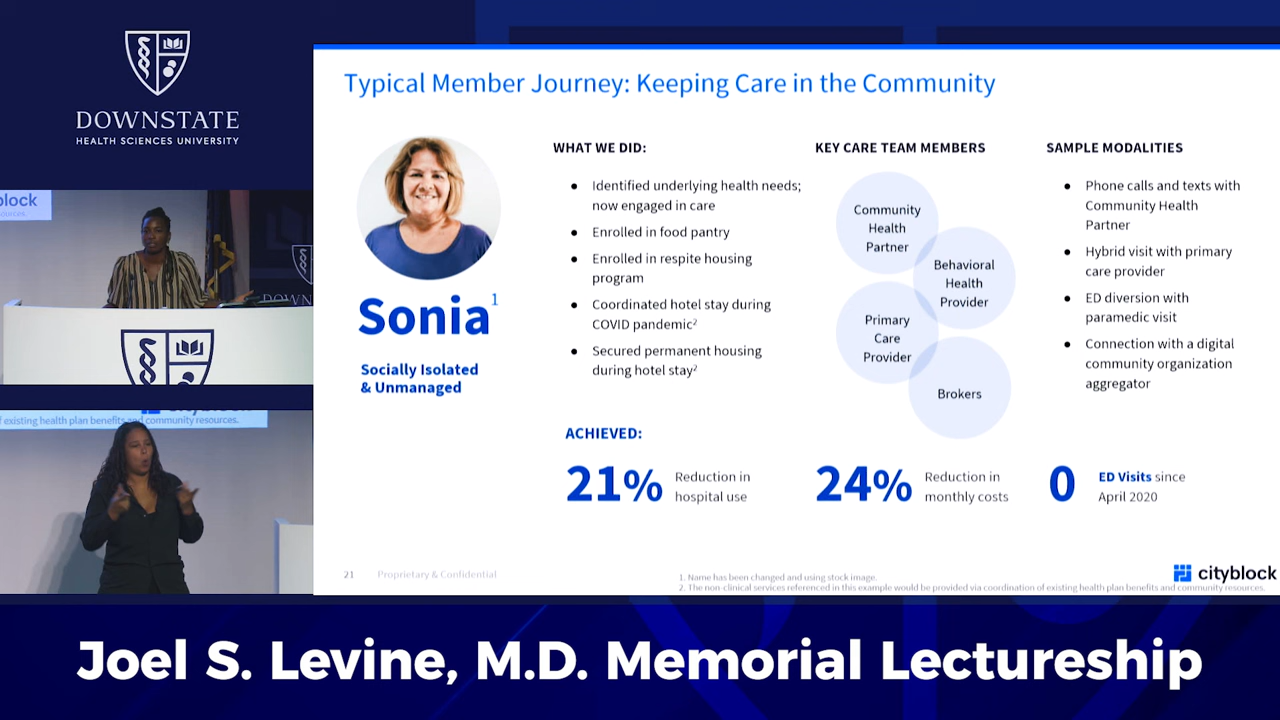 DOWNSTATE
HEALTH SCIENCES UNIVERSITY
Typical Member Journey: Keeping Care in the Community
Sonia1
Socially Isolated
& Unmanaged
WHAT WE DID:
● Identified underlying health needs;
now engaged in care
● Enrolled in food pantry
● Enrolled in respite housing
program
● Coordinated hotel stay during
COVID pandemic2
● Secured permanent housing
during hotel stay2
KEY CARE TEAM MEMBERS
Community
Health
Partner
Behavioral
Health
Provider
Primary
Care
Provider
Brokers
SAMPLE MODALITIES
● Phone calls and texts with
Community Health
Partner
● Hybrid visit with primary
care provider
● ED diversion with
paramedic visit
● Connection with a digital
community organization
aggregator
ACHIEVED:
21% Reduction in
hospital use
24% Reduction in
monthly costs
0 ED Visits since
April 2020
21 Proprietary & Confidential
1. Name has been changed and using stock image.
2. The non-clinical services referenced in this example would be provided via coordination of existing health plan benefits and community resources.
cityblock
of existing health plan benefits and community resources.
Joel S. Levine, M.D. Memorial Lectureship